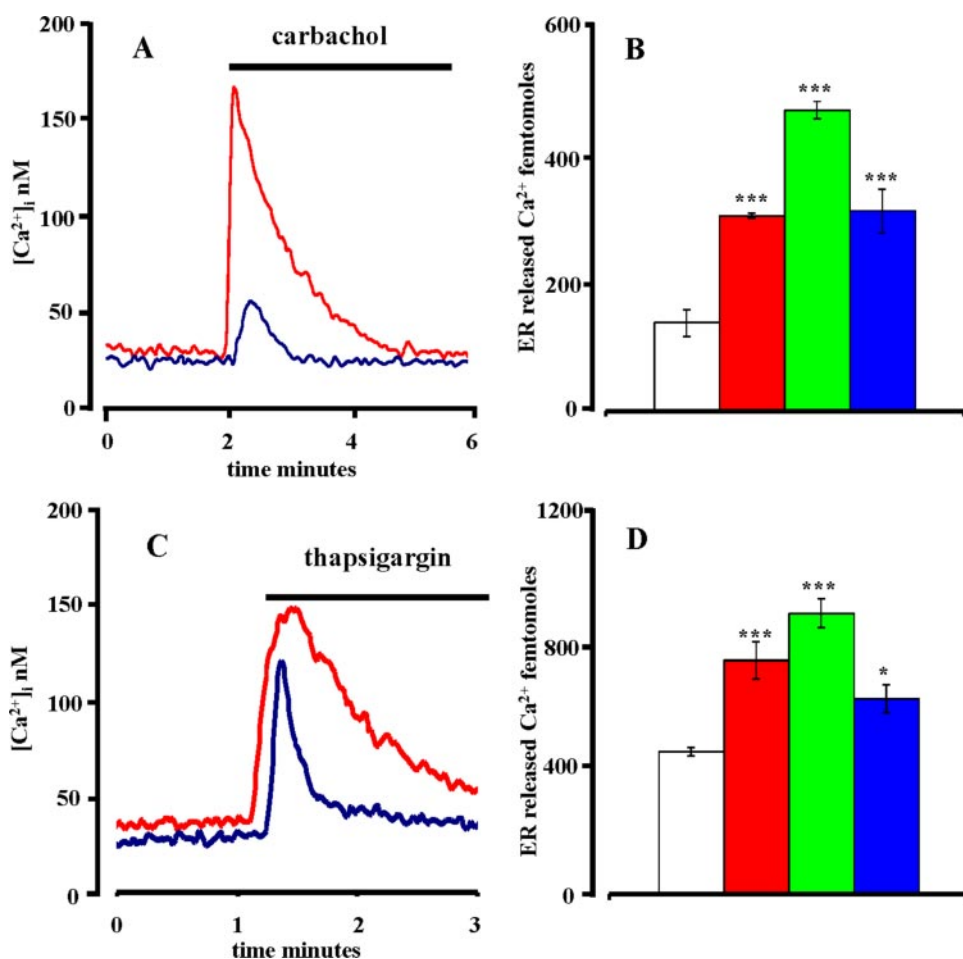 A
carbachol
200
150
100
50
0
[Ca²⁺]i nM
0 2 4 6
time minutes
B
600
400
200
0
ER released Ca²⁺ femtomoles
***
***
***
C
thapsigargin
200
150
100
50
0
[Ca²⁺]i nM
0 1 2 3
time minutes
D
1200
800
400
0
ER released Ca²⁺ femtomoles
***
***
*